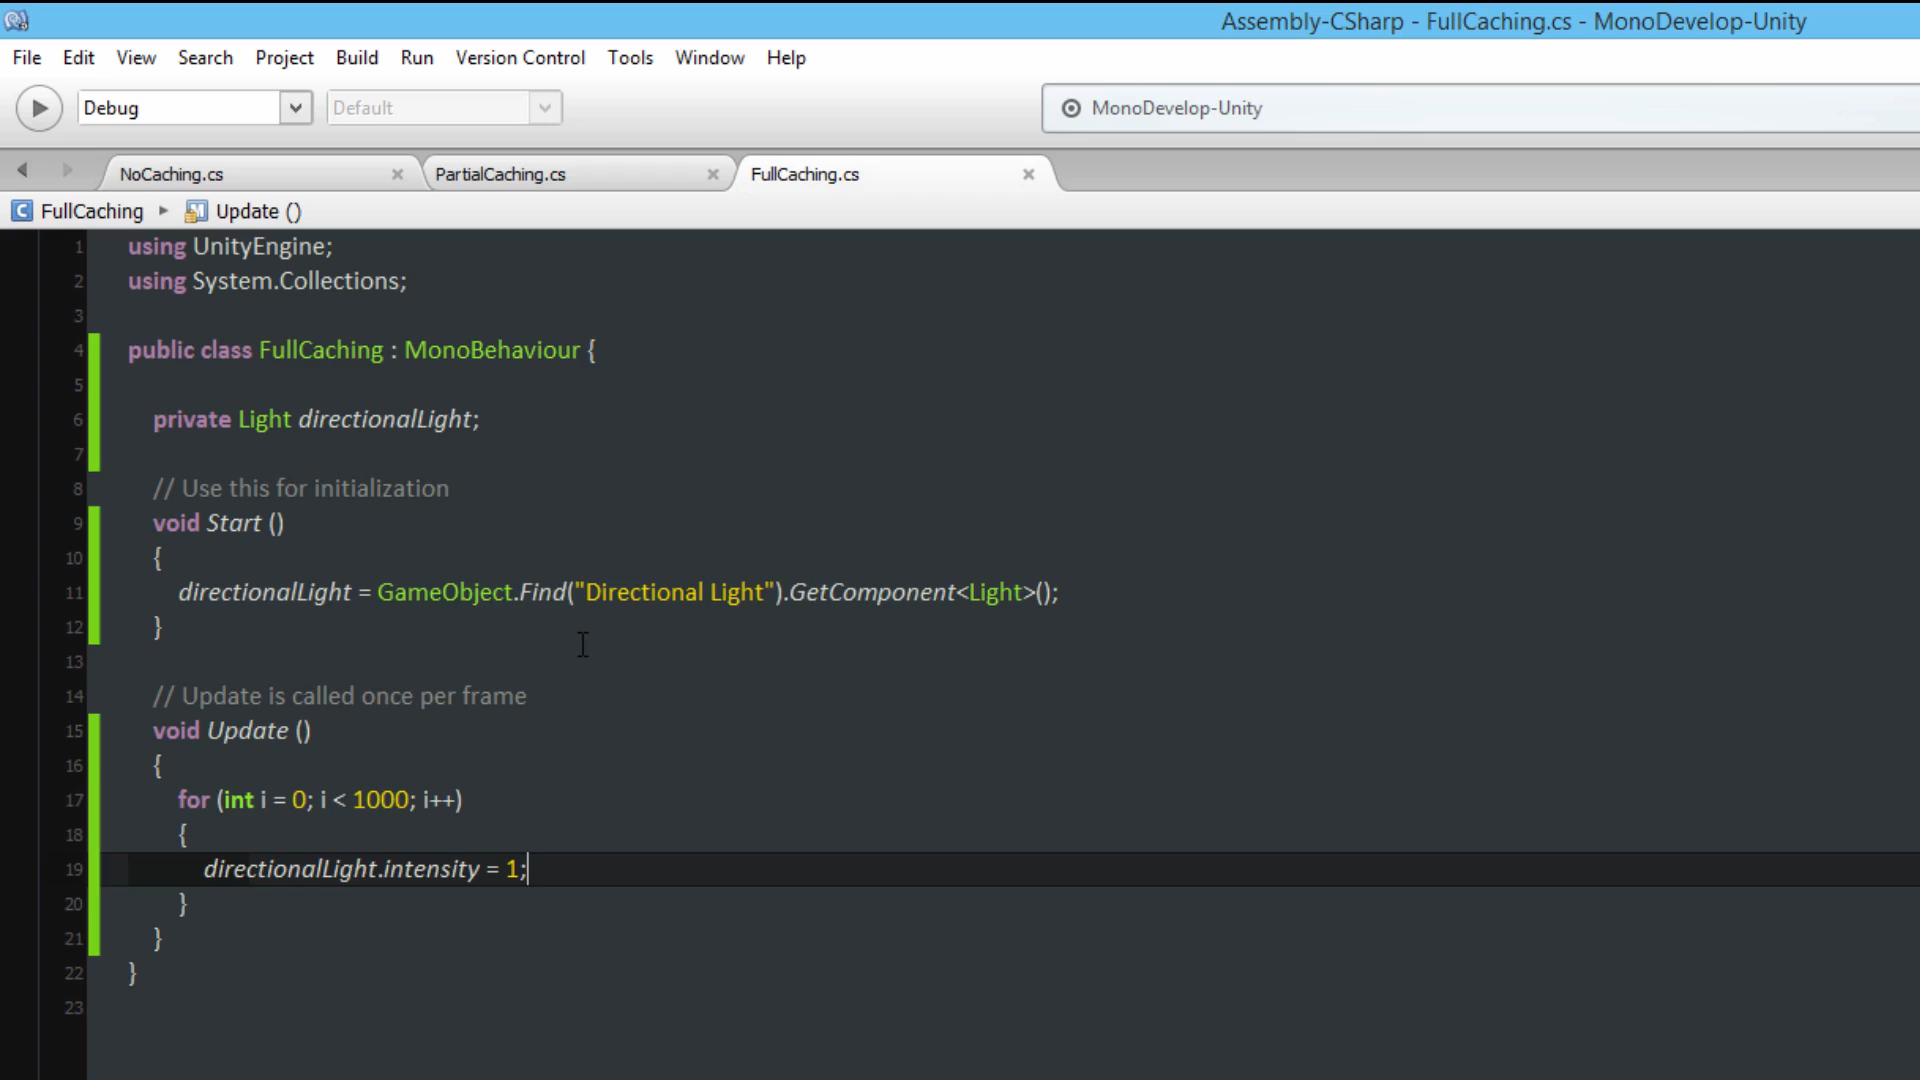 Assembly-CSharp - FullCaching.cs - MonoDevelop-Unity
File Edit View Search Project Build Run Version Control Tools Window Help
Debug Default MonoDevelop-Unity
NoCaching.cs PartialCaching.cs FullCaching.cs
FullCaching Update ()
1 using UnityEngine;
2 using System.Collections;
3
4 public class FullCaching : MonoBehaviour {
5
6 private Light directionalLight;
7
8 // Use this for initialization
9 void Start ()
10 {
11 directionalLight = GameObject.Find("Directional Light").GetComponent<Light>();
12 }
13
14 // Update is called once per frame
15 void Update ()
16 {
17 for (int i = 0; i < 1000; i++)
18 {
19 directionalLight.intensity = 1;
20 }
21 }
22 }
23